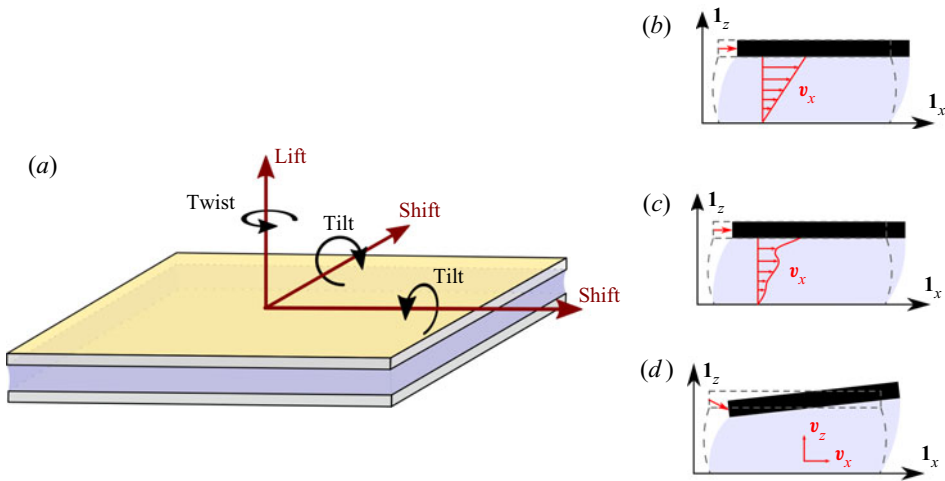 (a)
Lift
Twist
Tilt
Shift
Tilt
Shift
(b)
1z
vx
1x
(c)
1z
vx
1x
(d)
1z
vz
vx
1x